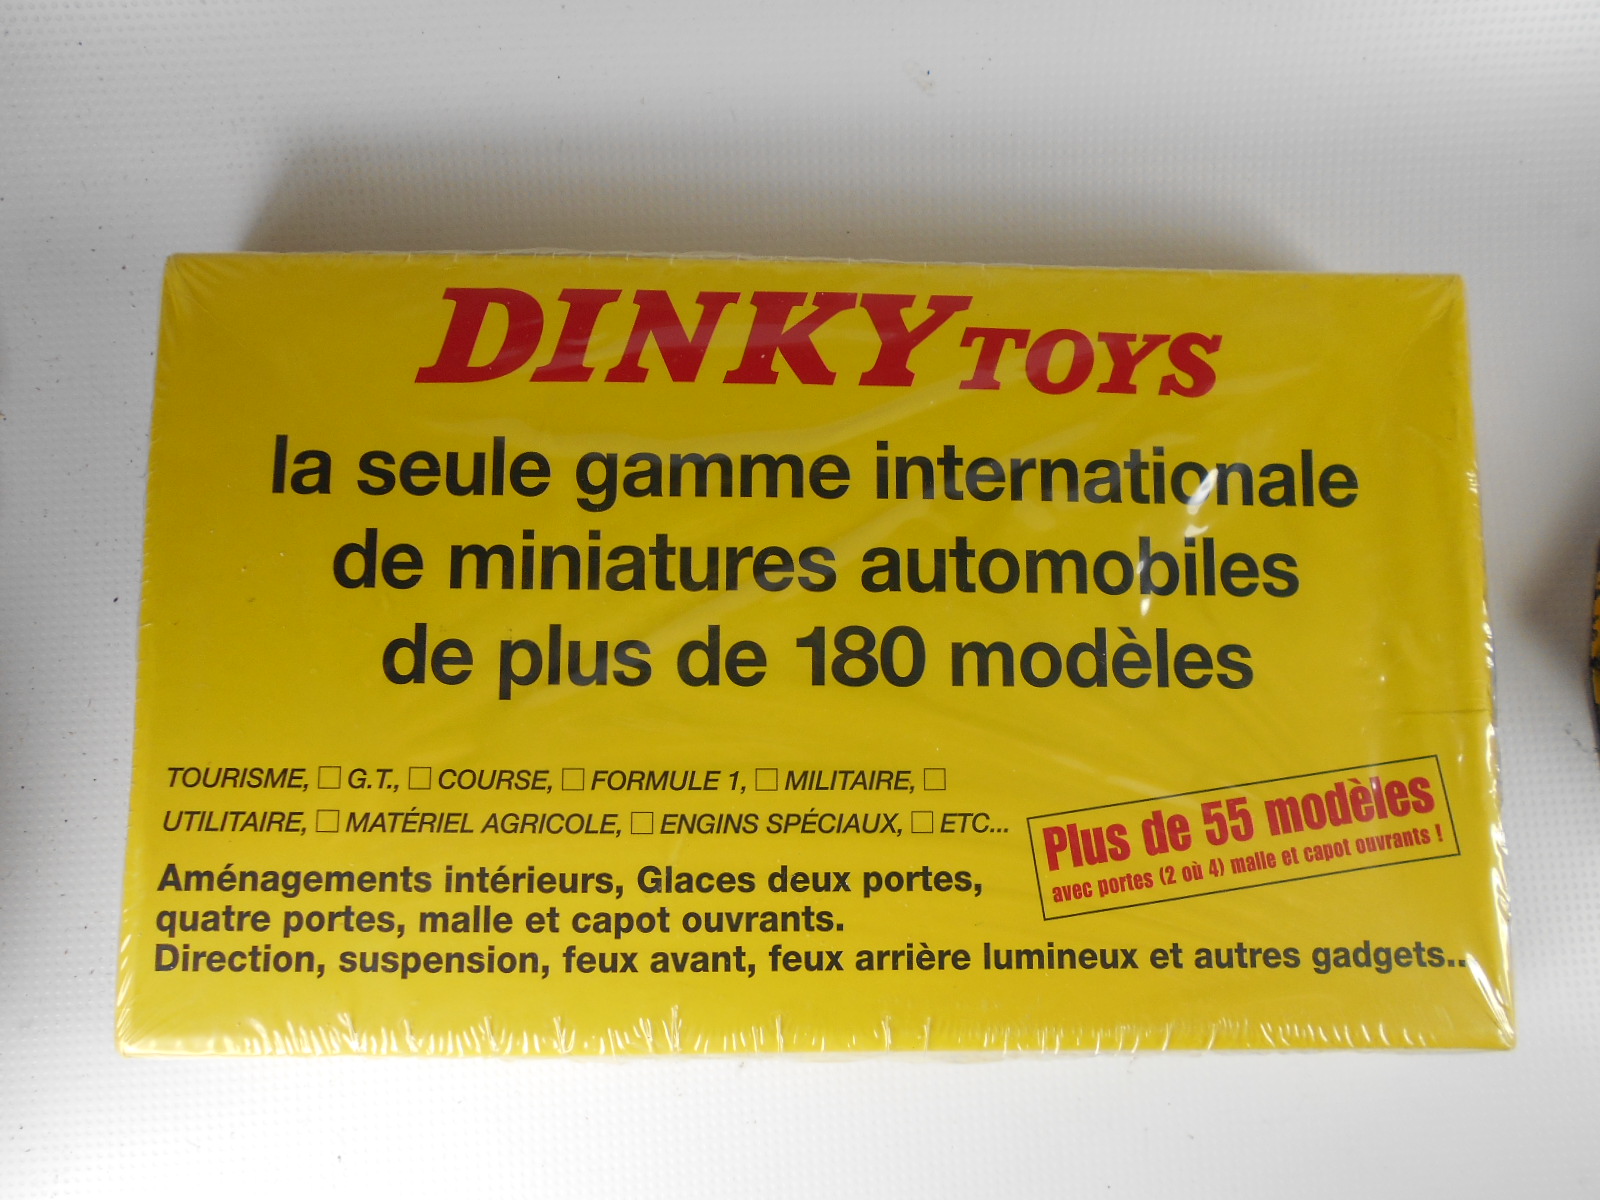 DINKY TOYS
la seule gamme internationale
de miniatures automobiles
de plus de 180 modèles
TOURISME, □ G.T., □ COURSE, □ FORMULE 1, □ MILITAIRE, □
UTILITAIRE, □ MATÉRIEL AGRICOLE, □ ENGINS SPÉCIAUX, □ ETC...
Plus de 55 modèles
avec portes (2 où 4) malle et capot ouvrants !
Aménagements intérieurs, Glaces deux portes,
quatre portes, malle et capot ouvrants.
Direction, suspension, feux avant, feux arrière lumineux et autres gadgets..